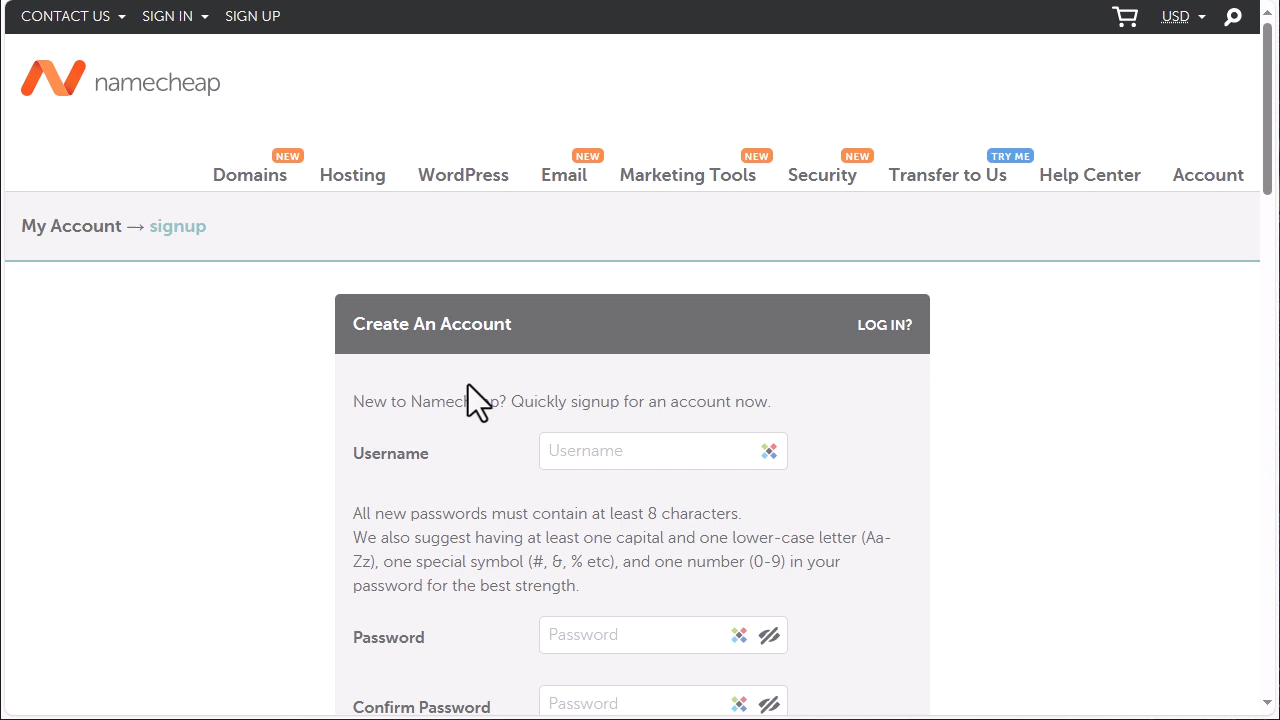 CONTACT US SIGN IN SIGN UP USD
namecheap
NEW NEW NEW NEW TRY ME
Domains Hosting WordPress Email Marketing Tools Security Transfer to Us Help Center Account
My Account → signup
Create An Account LOG IN?
New to Namecheap? Quickly signup for an account now.
Username Username
All new passwords must contain at least 8 characters.
We also suggest having at least one capital and one lower-case letter (Aa-
Zz), one special symbol (#, &, % etc), and one number (0-9) in your
password for the best strength.
Password Password
Confirm Password Password